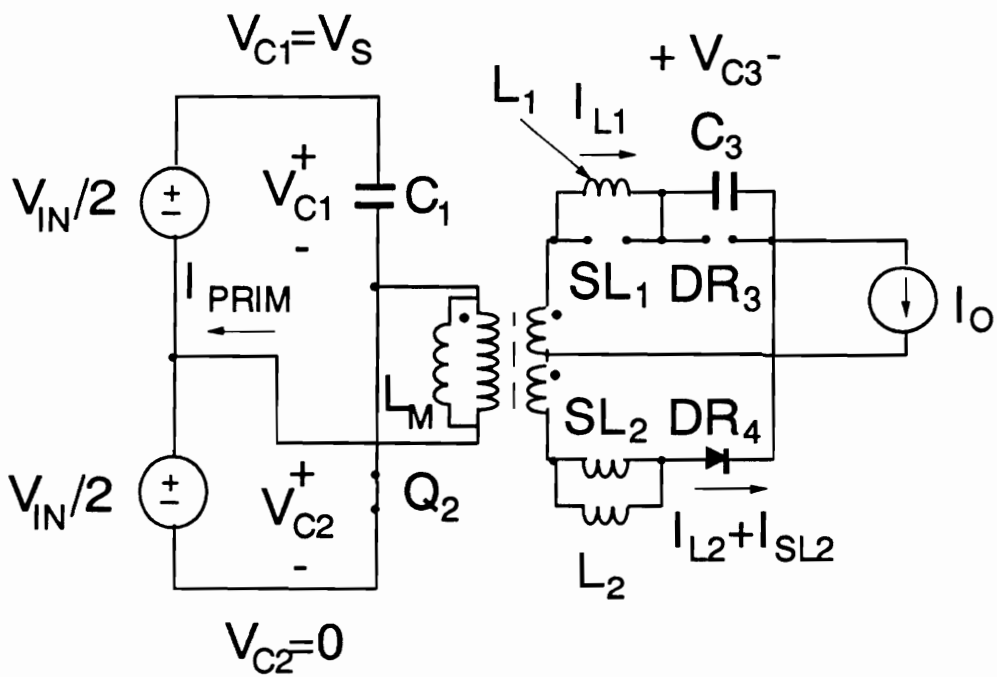 V_C1=V_S
+ V_C3 -
L_1
I_L1
C_3
V_IN/2
+
-
+
V_C1
-
C_1
SL_1
DR_3
I_O
I_PRIM
L_M
SL_2
DR_4
V_IN/2
+
-
+
V_C2
-
Q_2
I_L2+I_SL2
L_2
V_C2=0